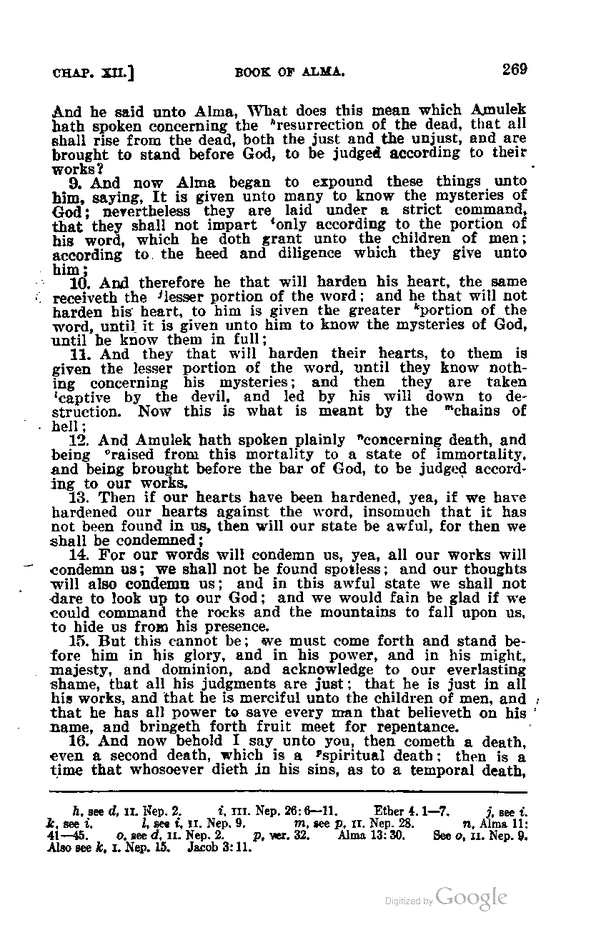 CHAP. XII.] BOOK OF ALMA. 269
And he said unto Alma, What does this mean which Amulek
hath spoken concerning the ʰresurrection of the dead, that all
shall rise from the dead, both the just and the unjust, and are
brought to stand before God, to be judged according to their
works?
9. And now Alma began to expound these things unto
him, saying, It is given unto many to know the mysteries of
God; nevertheless they are laid under a strict command,
that they shall not impart ⁱonly according to the portion of
his word, which he doth grant unto the children of men;
according to the heed and diligence which they give unto
him;
10. And therefore he that will harden his heart, the same
receiveth the ʲlesser portion of the word; and he that will not
harden his heart, to him is given the greater ᵏportion of the
word, until it is given unto him to know the mysteries of God,
until he know them in full;
11. And they that will harden their hearts, to them is
given the lesser portion of the word, until they know noth-
ing concerning his mysteries; and then they are taken
ˡcaptive by the devil, and led by his will down to de-
struction. Now this is what is meant by the ᵐchains of
hell;
12. And Amulek hath spoken plainly ⁿconcerning death, and
being ᵒraised from this mortality to a state of immortality,
and being brought before the bar of God, to be judged accord-
ing to our works.
13. Then if our hearts have been hardened, yea, if we have
hardened our hearts against the word, insomuch that it has
not been found in us, then will our state be awful, for then we
shall be condemned;
14. For our words will condemn us, yea, all our works will
condemn us; we shall not be found spotless; and our thoughts
will also condemn us; and in this awful state we shall not
dare to look up to our God; and we would fain be glad if we
could command the rocks and the mountains to fall upon us,
to hide us from his presence.
15. But this cannot be; we must come forth and stand be-
fore him in his glory, and in his power, and in his might,
majesty, and dominion, and acknowledge to our everlasting
shame, that all his judgments are just; that he is just in all
his works, and that he is merciful unto the children of men, and
that he has all power to save every man that believeth on his
name, and bringeth forth fruit meet for repentance.
16. And now behold I say unto you, then cometh a death,
even a second death, which is a ᵖspiritual death; then is a
time that whosoever dieth in his sins, as to a temporal death,
h, see d, II. Nep. 2. i, III. Nep. 26:6—11. Ether 4. 1—7. j, see i.
k, see i. l, see i, II. Nep. 9. m, see p, II. Nep. 28. n, Alma 11:
41—45. o, see d, II. Nep. 2. p, ver. 32. Alma 13:30. See o, II. Nep. 9.
Also see k, I. Nep. 15. Jacob 3:11.
Digitized by Google